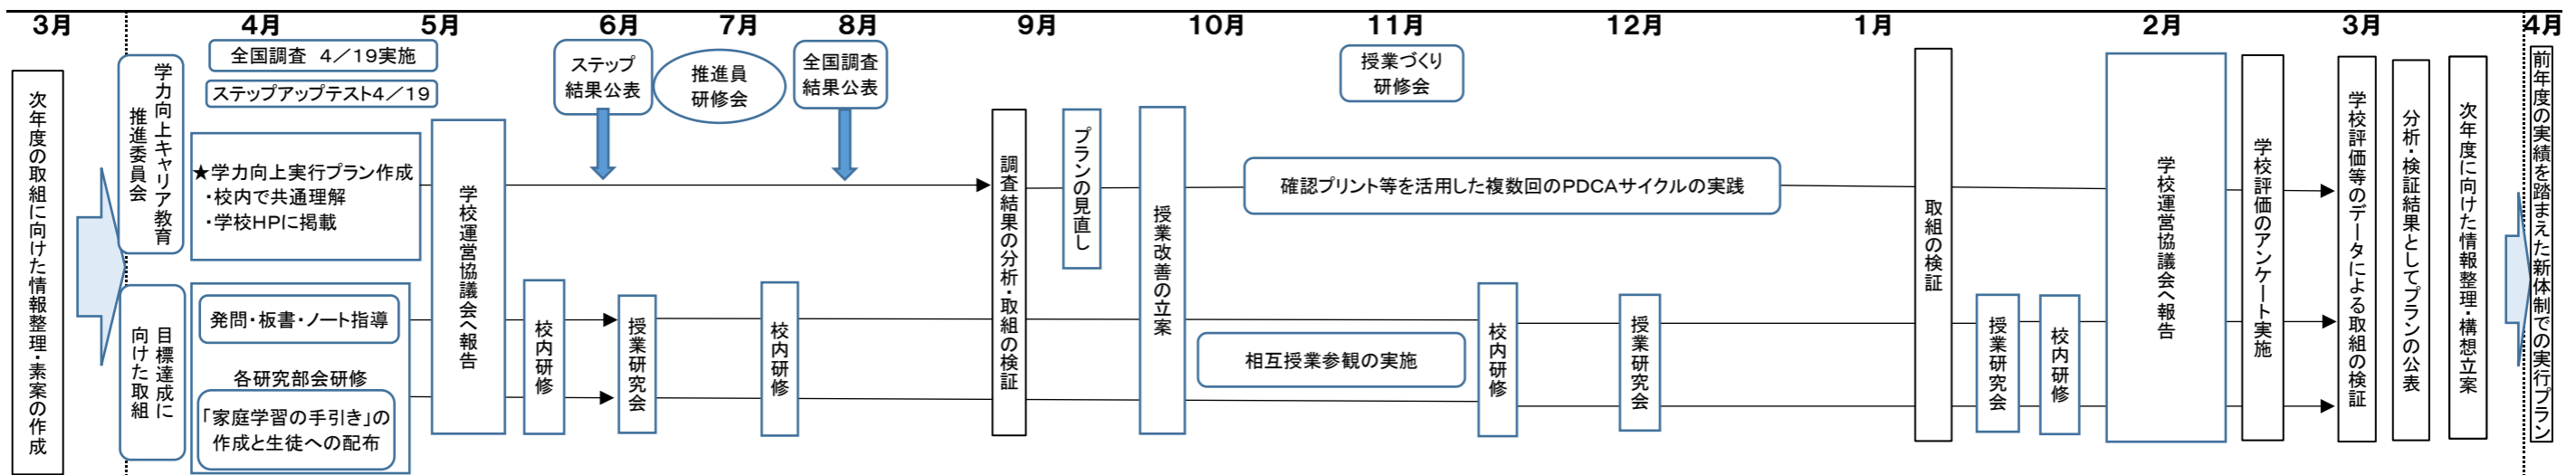 3月
4月
5月
6月
7月
8月
9月
10月
11月
12月
1月
2月
3月
4月
次年度の取組に向けた情報整理・素案の作成
学力向上キャリア教育
推進委員会
目標達成に
向けた取組
全国調査 4／19実施
ステップアップテスト4／19
★学力向上実行プラン作成
・校内で共通理解
・学校HPに掲載
発問・板書・ノート指導
各研究部会研修
「家庭学習の手引き」の
作成と生徒への配布
学校運営協議会へ報告
校内研修
ステップ
結果公表
授業研究会
推進員
研修会
校内研修
全国調査
結果公表
調査結果の分析・取組の検証
プランの見直し
授業改善の立案
授業づくり
研修会
確認プリント等を活用した複数回のPDCAサイクルの実践
相互授業参観の実施
校内研修
授業研究会
取組の検証
授業研究会
校内研修
学校運営協議会へ報告
学校評価のアンケート実施
学校評価等のデータによる取組の検証
分析・検証結果としてプランの公表
次年度に向けた情報整理・構想立案
前年度の実績を踏まえた新体制での実行プラン